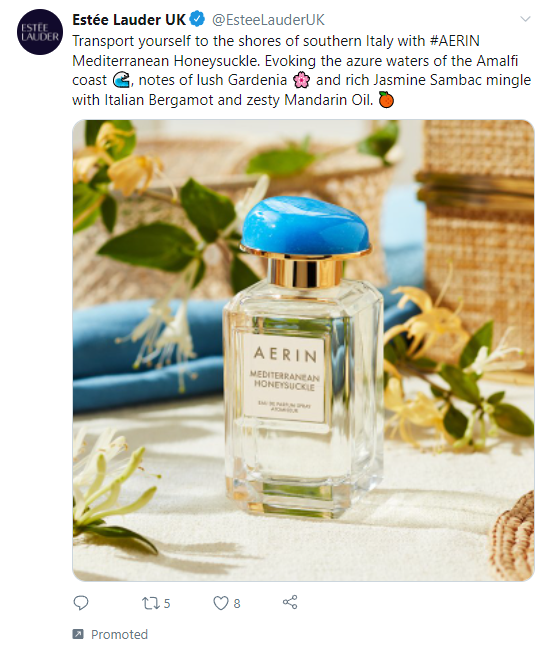 ESTĒE
LAUDER
Estée Lauder UK @EsteeLauderUK
Transport yourself to the shores of southern Italy with #AERIN
Mediterranean Honeysuckle. Evoking the azure waters of the Amalfi
coast 🌊, notes of lush Gardenia 🌸 and rich Jasmine Sambac mingle
with Italian Bergamot and zesty Mandarin Oil. 🍊
AERIN
MEDITERRANEAN
HONEYSUCKLE
EAU DE PARFUM SPRAY
ATOMISEUR
5
8
Promoted